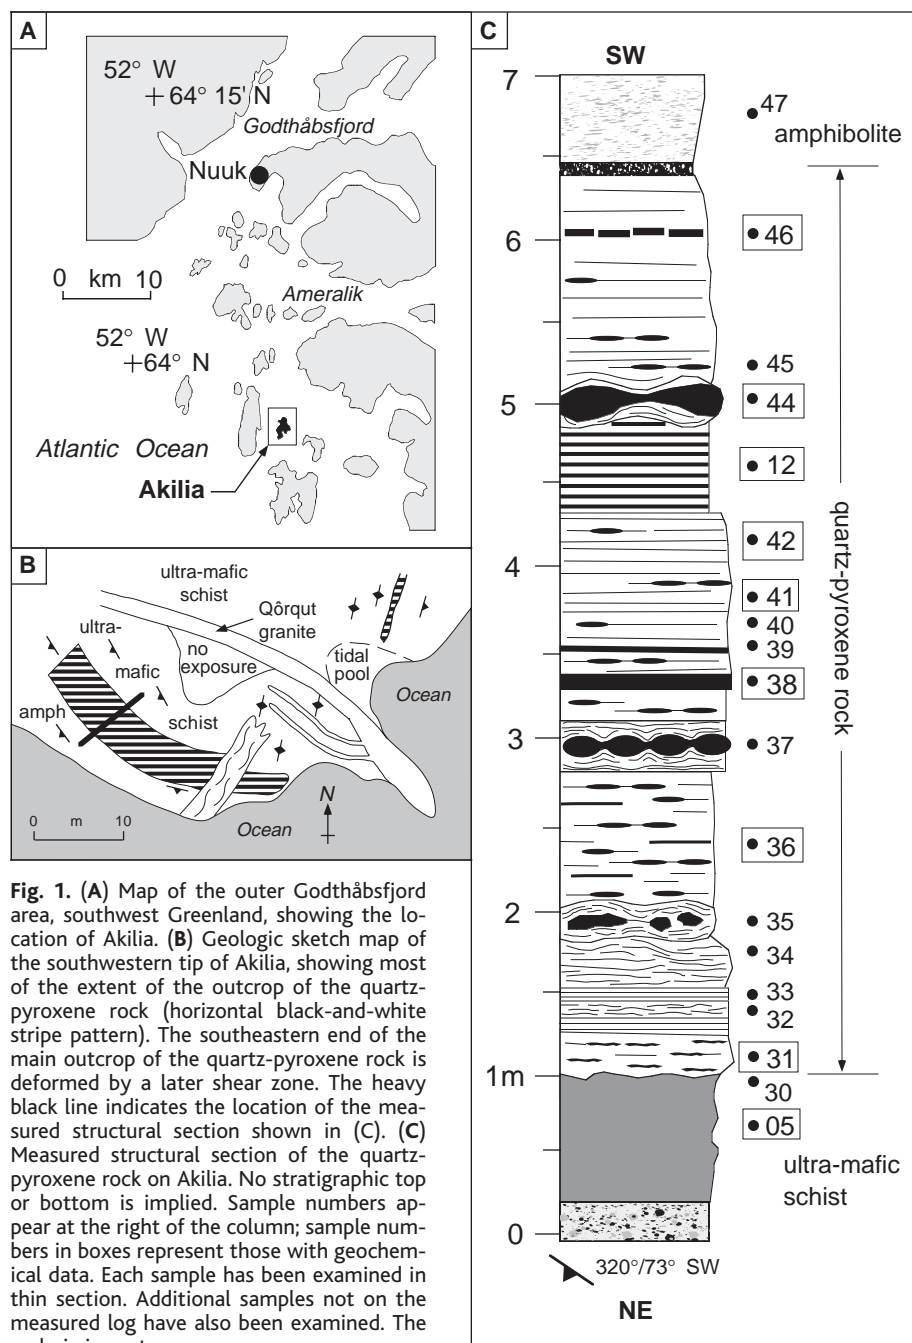 A
52° W
+ 64° 15' N
Godthåbsfjord
Nuuk
0 km 10
Ameralik
52° W
+64° N
Atlantic Ocean
Akilia
B
ultra-mafic
schist
Qôrqut
granite
ultra-
no
exposure
tidal
pool
mafic
Ocean
amph
schist
N
0 m 10
Ocean
Fig. 1. (A) Map of the outer Godthåbsfjord
area, southwest Greenland, showing the lo-
cation of Akilia. (B) Geologic sketch map of
the southwestern tip of Akilia, showing most
of the extent of the outcrop of the quartz-
pyroxene rock (horizontal black-and-white
stripe pattern). The southeastern end of the
main outcrop of the quartz-pyroxene rock is
deformed by a later shear zone. The heavy
black line indicates the location of the mea-
sured structural section shown in (C). (C)
Measured structural section of the quartz-
pyroxene rock on Akilia. No stratigraphic top
or bottom is implied. Sample numbers ap-
pear at the right of the column; sample num-
bers in boxes represent those with geochem-
ical data. Each sample has been examined in
thin section. Additional samples not on the
measured log have also been examined. The
C
SW
7
47
amphibolite
6
46
45
5
44
12
42
4
41
40
39
38
quartz-pyroxene rock
3
37
36
2
35
34
33
32
31
1m
30
05
ultra-mafic
schist
0
320°/73° SW
NE